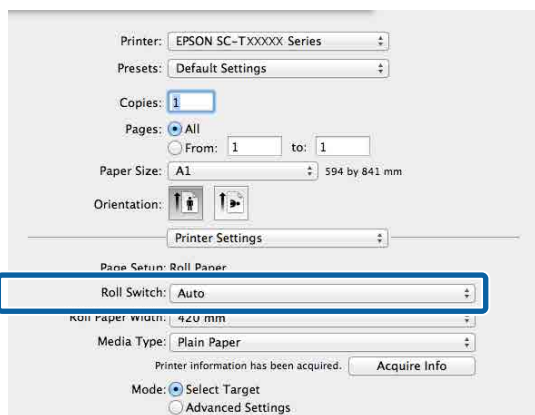 Printer: EPSON SC-TXXXXX Series
Presets: Default Settings
Copies: 1
Pages: All
From: 1 to: 1
Paper Size: A1 594 by 841 mm
Orientation:
Printer Settings
Page Setup: Roll Paper
Roll Switch: Auto
Roll Paper Width: 420 mm
Media Type: Plain Paper
Printer information has been acquired. Acquire Info
Mode: Select Target
Advanced Settings